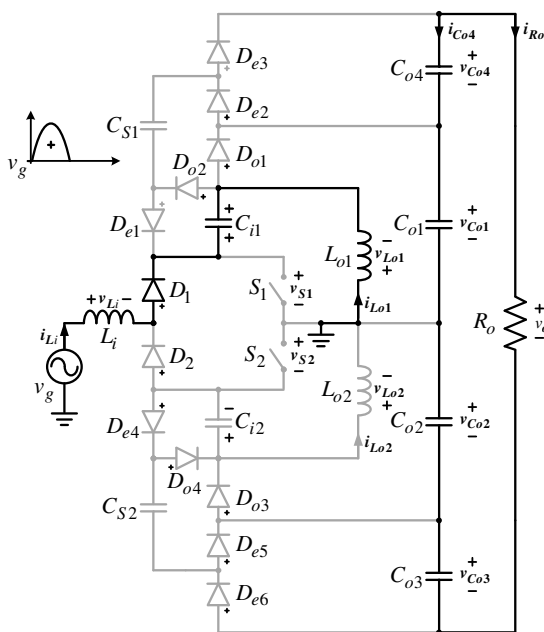 D_e3
i_Co4
i_Ro
C_o4
+ v_Co4 −
D_e2
C_S1
D_o1
v_g
+
D_o2
D_e1
+ C_i1 +
− v_Lo1 +
L_o1
C_o1
+ v_Co1 −
S_1
+ v_S1 −
D_1
i_Lo1
+ v_Li −
L_i
i_Li
R_o
v_g
D_2
S_2
+ v_S2 −
− v_Lo2 +
L_o2
C_o2
+ v_Co2 −
D_e4
− C_i2 +
i_Lo2
D_o4
C_S2
D_o3
D_e5
C_o3
+ v_Co3 −
D_e6